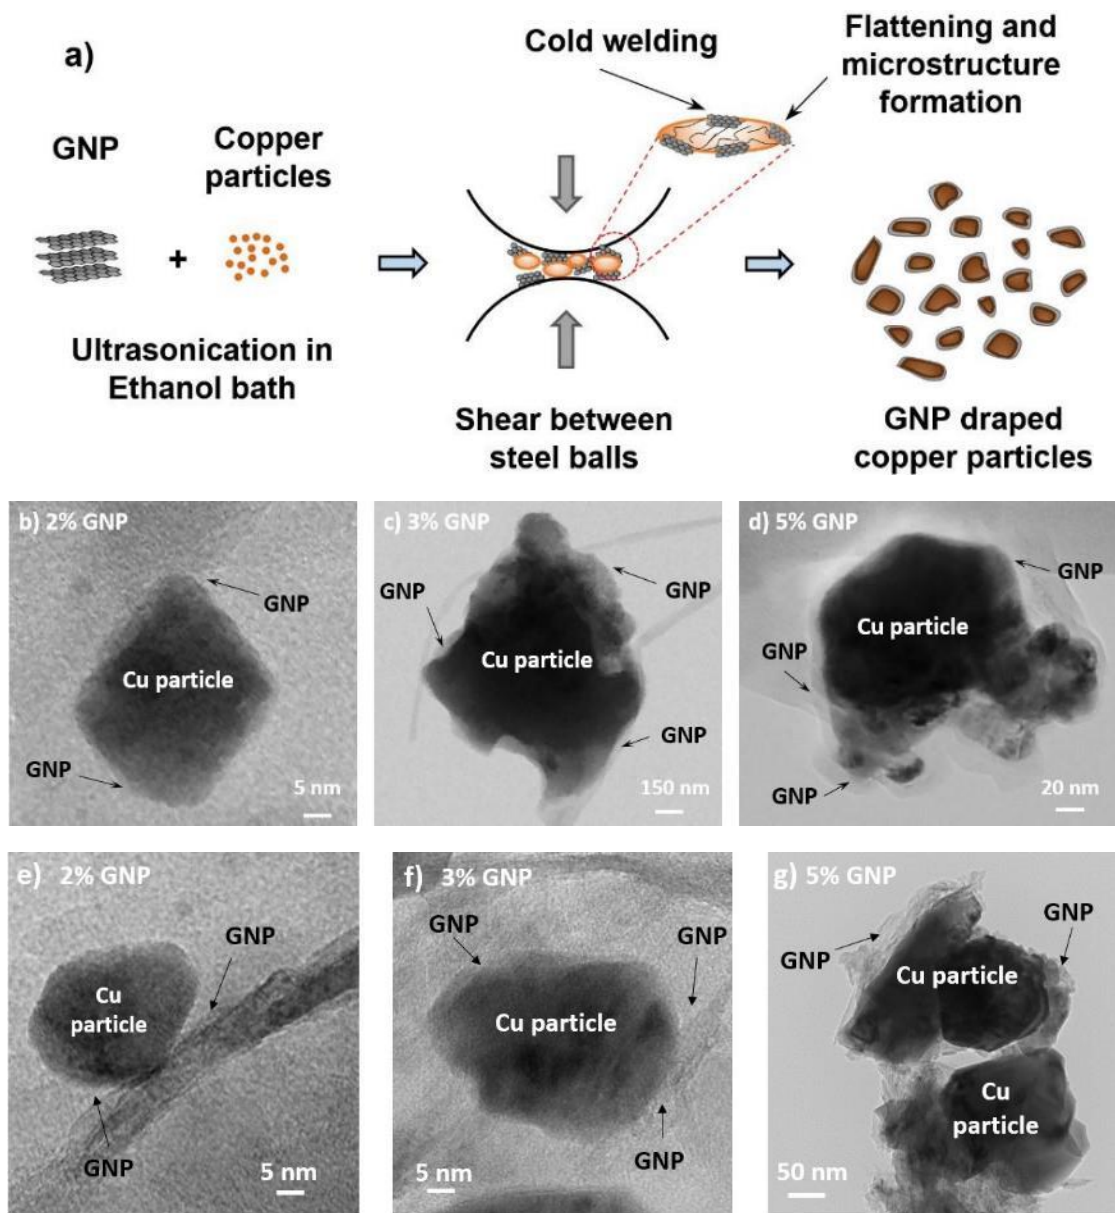 a)
Cold welding
Flattening and
microstructure
formation
GNP
Copper
particles
+
Ultrasonication in
Ethanol bath
Shear between
steel balls
GNP draped
copper particles
b) 2% GNP
GNP
Cu particle
GNP
5 nm
c) 3% GNP
GNP
GNP
Cu particle
GNP
150 nm
d) 5% GNP
GNP
Cu particle
GNP
GNP
20 nm
e) 2% GNP
GNP
Cu
particle
GNP
5 nm
f) 3% GNP
GNP
GNP
Cu particle
GNP
5 nm
g) 5% GNP
GNP
GNP
Cu particle
Cu
particle
50 nm